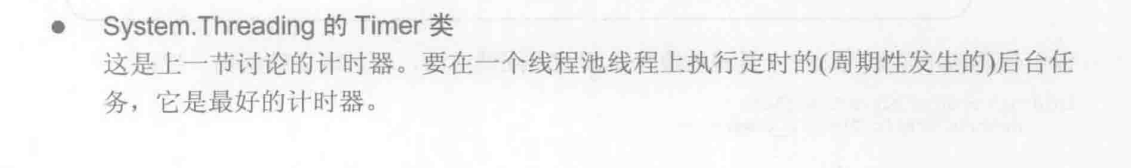 ● System.Threading 的 Timer 类
这是上一节讨论的计时器。要在一个线程池线程上执行定时的(周期性发生的)后台任
务，它是最好的计时器。